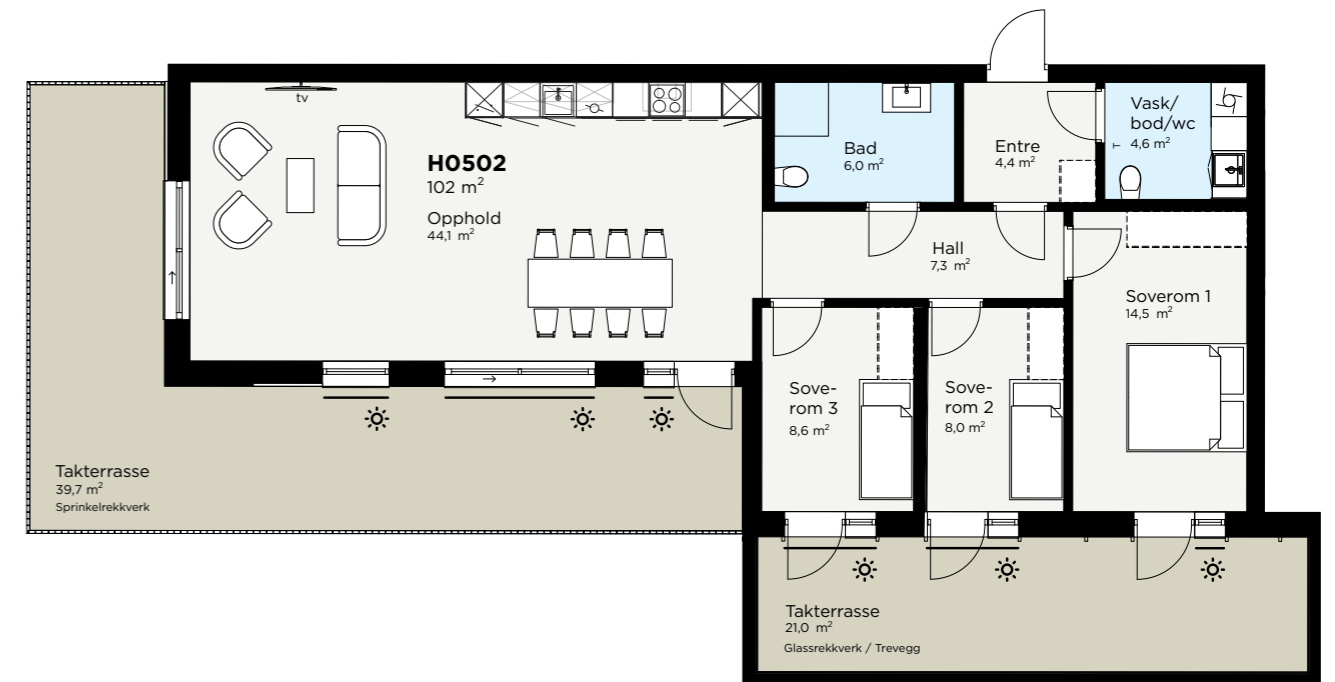 tv
H0502
102 m²
Opphold
44,1 m²
Bad
6,0 m²
Entre
4,4 m²
Vask/
bod/wc
4,6 m²
T
Hall
7,3 m²
Soverom 1
14,5 m²
Sove-
rom 3
8,6 m²
Sove-
rom 2
8,0 m²
Takterrasse
39,7 m²
Sprinkelrekkverk
Takterrasse
21,0 m²
Glassrekkverk / Trevegg